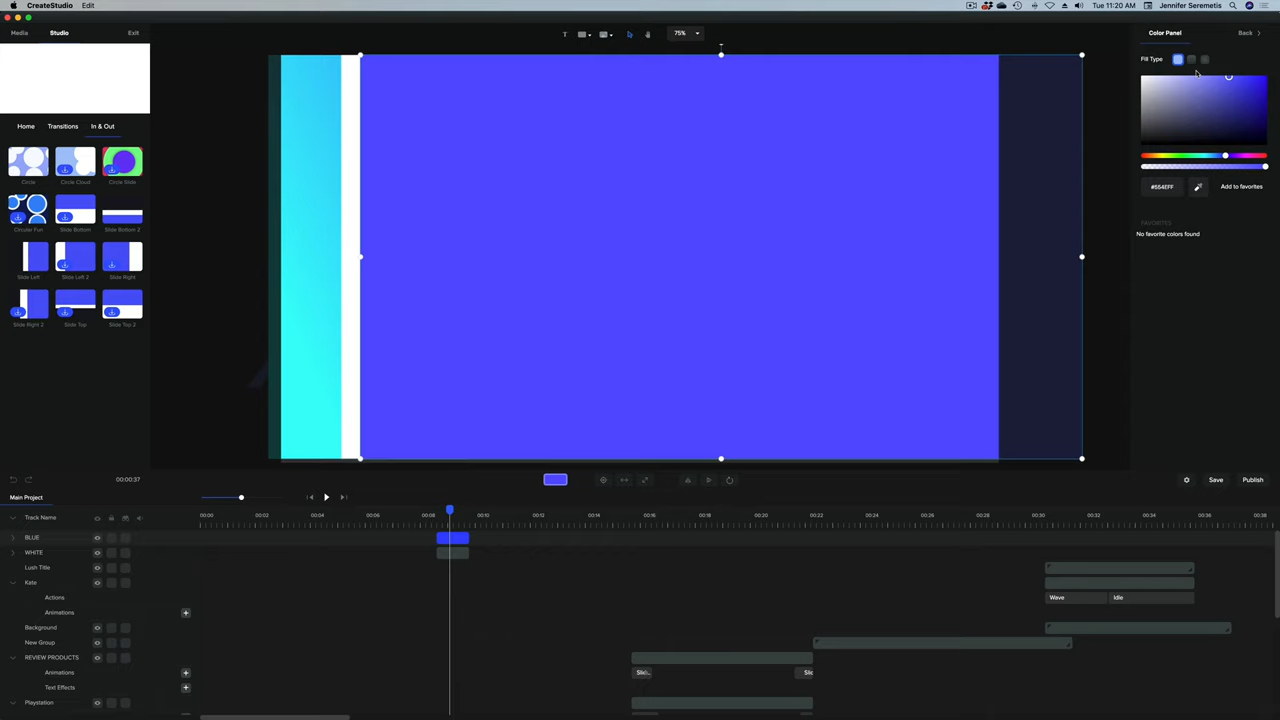 CreateStudio Edit
Tue 11:20 AM Jennifer Seremetis
Media Studio Exit
75%
Color Panel Back
Fill Type
Home Transitions In & Out
Circle Circle Cloud Circle Slide
Circular Fun Slide Bottom Slide Bottom 2
Slide Left Slide Left 2 Slide Right
Slide Right 2 Slide Top Slide Top 2
#554EFF Add to favorites
FAVORITES
No favorite colors found
00:00:37
Save Publish
Main Project
Track Name
00:00 00:02 00:04 00:06 00:08 00:10 00:12 00:14 00:16 00:18 00:20 00:22 00:24 00:26 00:28 00:30 00:32 00:34 00:36 00:38
BLUE
WHITE
Lush Title
Kate
Actions Wave Idle
Animations
Background
New Group
REVIEW PRODUCTS
Animations Slid... Slic
Text Effects
Playstation